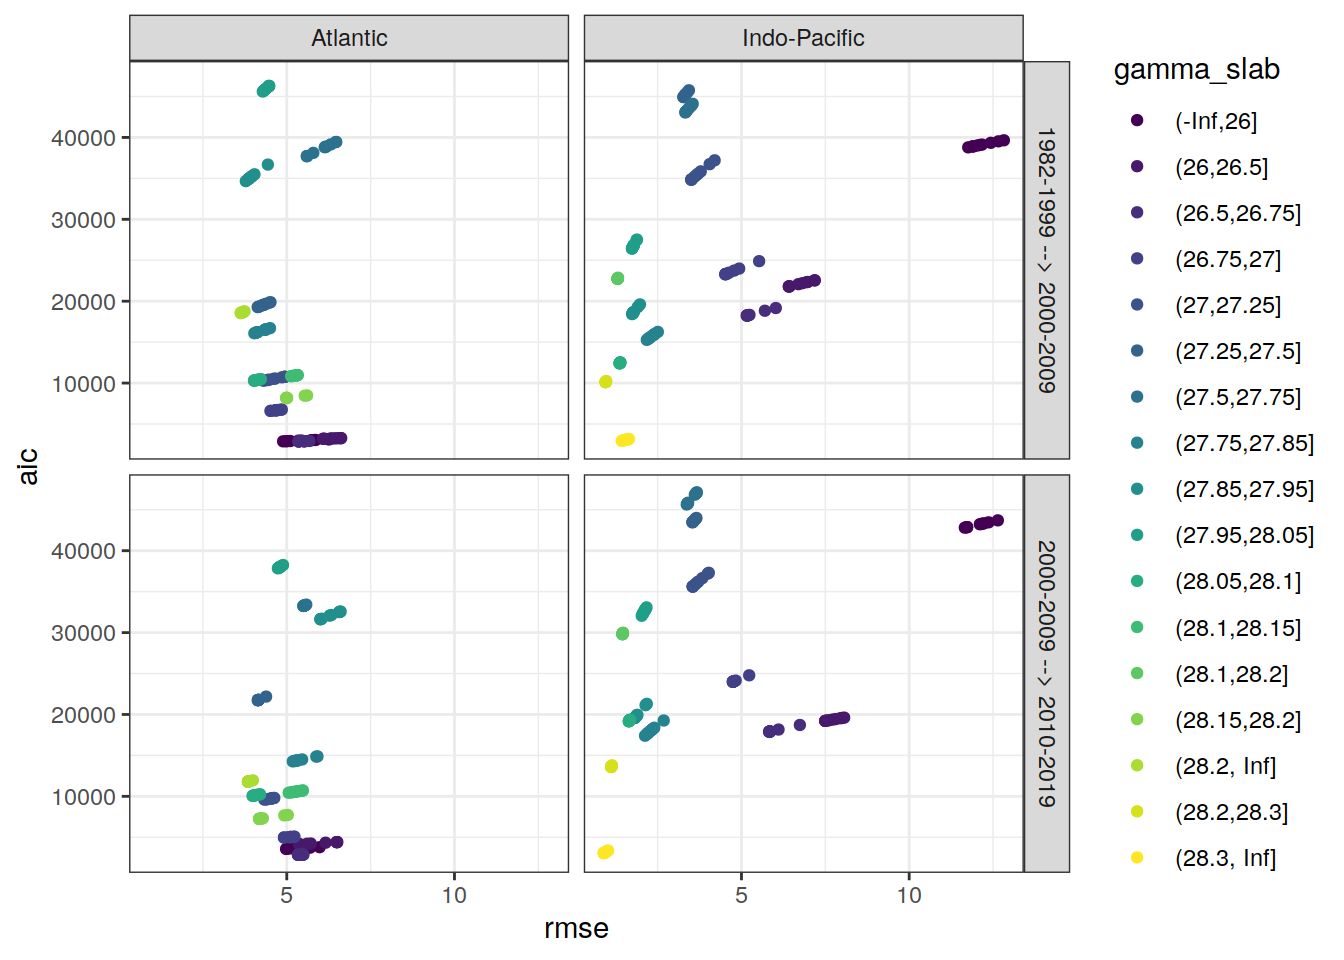 Atlantic
Indo-Pacific
gamma_slab
(-Inf,26]
(26,26.5]
(26.5,26.75]
(26.75,27]
(27,27.25]
(27.25,27.5]
(27.5,27.75]
(27.75,27.85]
(27.85,27.95]
(27.95,28.05]
(28.05,28.1]
(28.1,28.15]
(28.1,28.2]
(28.15,28.2]
(28.2, Inf]
(28.2,28.3]
(28.3, Inf]
1982-1999 --> 2000-2009
2000-2009 --> 2010-2019
40000
30000
20000
10000
40000
30000
20000
10000
aic
5
10
5
10
rmse